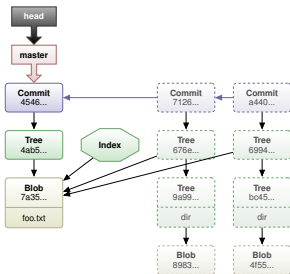 head
master
Commit
4546...
Commit
7126...
Commit
a440...
Tree
4ab5...
Index
Tree
676e...
Tree
6994...
Blob
7a35...
foo.txt
Tree
9a99...
dir
Tree
bc45...
dir
Blob
8983...
Blob
4f55...